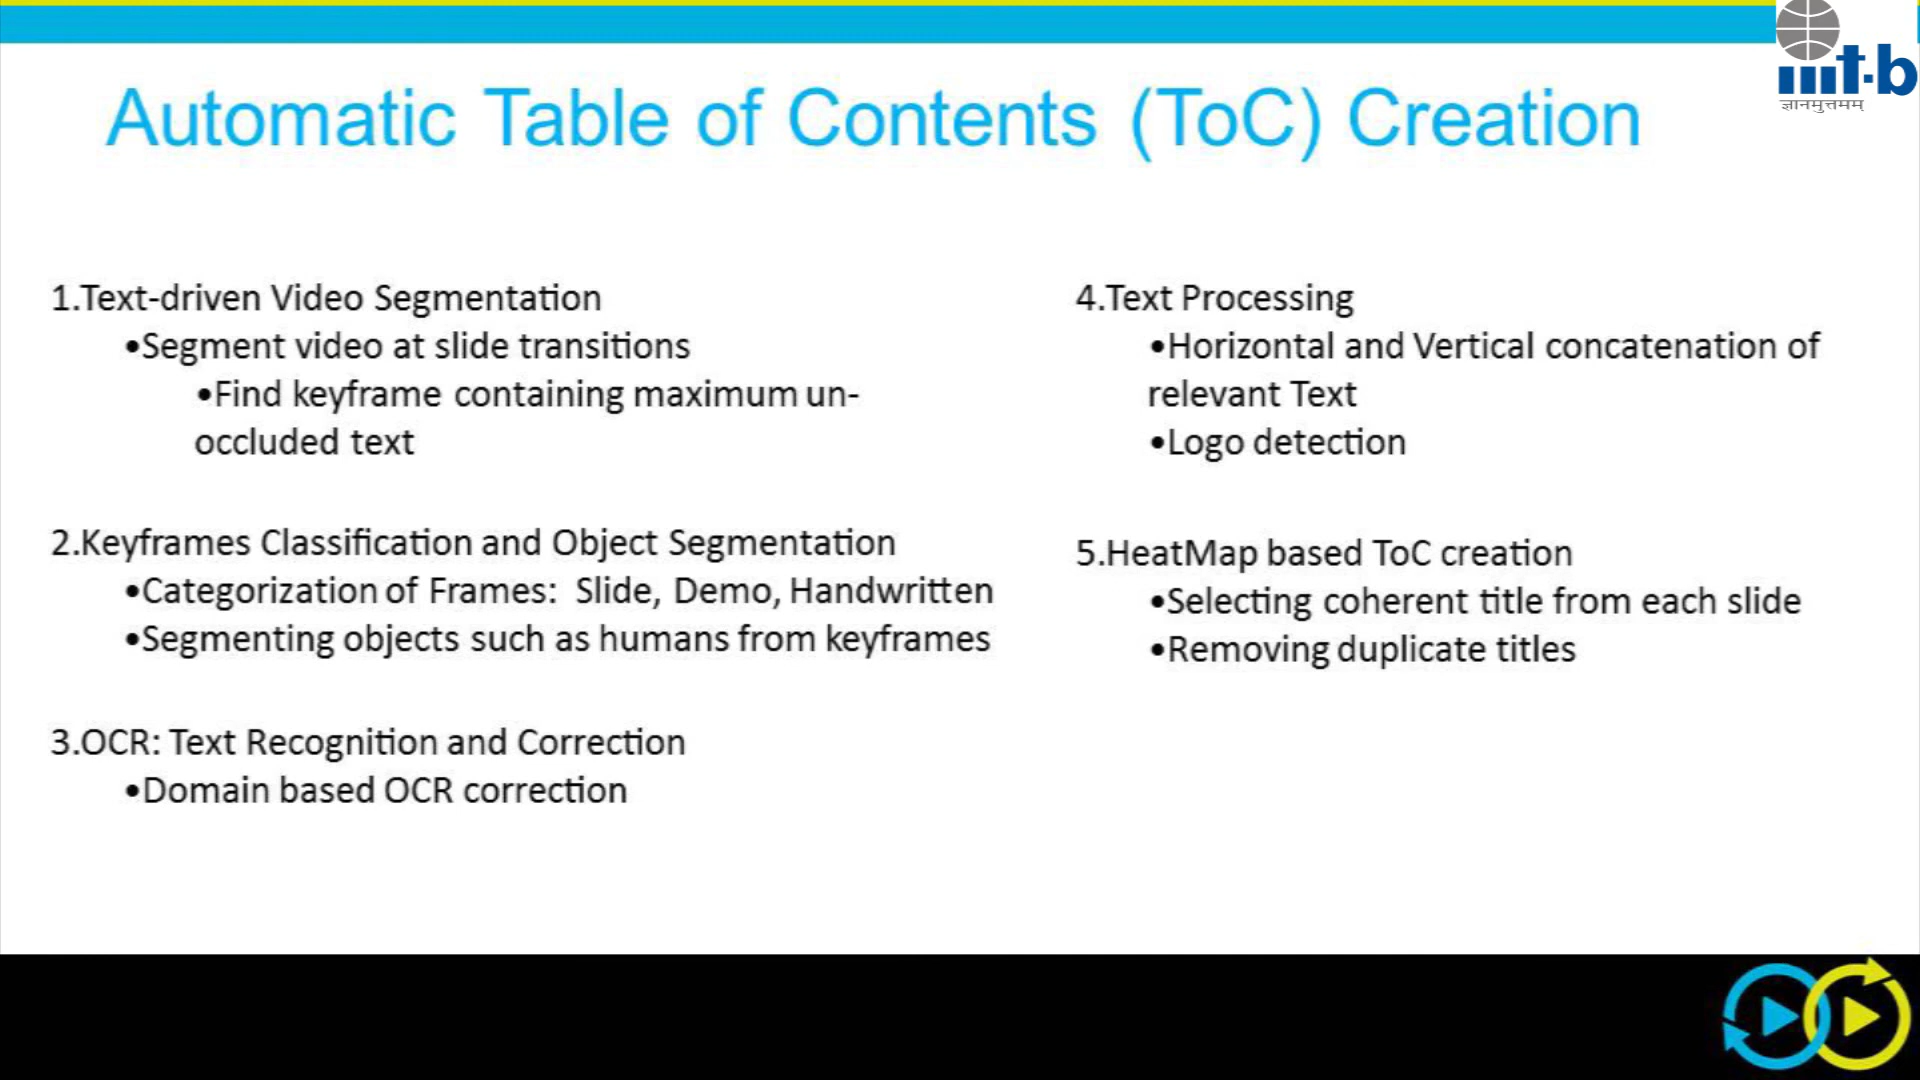 Automatic Table of Contents (ToC) Creation
iiit-b
ज्ञानमुत्तमम्
1.Text-driven Video Segmentation
•Segment video at slide transitions
•Find keyframe containing maximum un-
occluded text
2.Keyframes Classification and Object Segmentation
•Categorization of Frames: Slide, Demo, Handwritten
•Segmenting objects such as humans from keyframes
3.OCR: Text Recognition and Correction
•Domain based OCR correction
4.Text Processing
•Horizontal and Vertical concatenation of
relevant Text
•Logo detection
5.HeatMap based ToC creation
•Selecting coherent title from each slide
•Removing duplicate titles